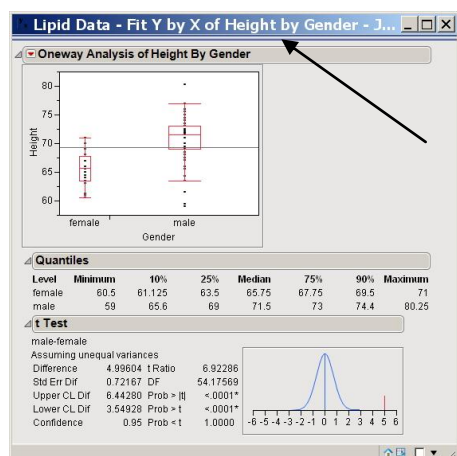 Lipid Data - Fit Y by X of Height by Gender - J...
Oneway Analysis of Height By Gender
80
75
70
65
60
Height
female male
Gender
Quantiles
Level Minimum 10% 25% Median 75% 90% Maximum
female 60.5 61.125 63.5 65.75 67.75 69.5 71
male 59 65.6 69 71.5 73 74.4 80.25
t Test
male-female
Assuming unequal variances
Difference 4.99604 t Ratio 6.92286
Std Err Dif 0.72167 DF 54.17569
Upper CL Dif 6.44280 Prob > |t| <.0001*
Lower CL Dif 3.54928 Prob > t <.0001*
Confidence 0.95 Prob < t 1.0000
-6 -5 -4 -3 -2 -1 0 1 2 3 4 5 6